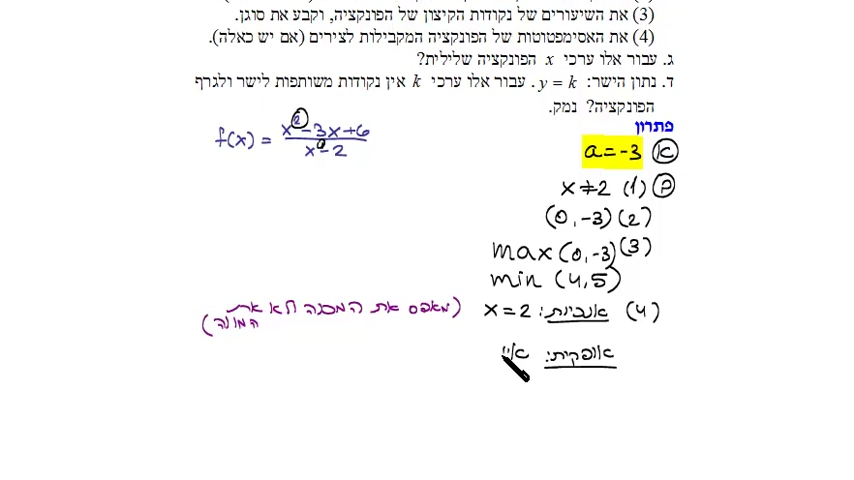 (3) את השיעורים של נקודות הקיצון של הפונקציה, וקבע את סוגן.
(4) את האסימפטוטות של הפונקציה המקבילות לצירים (אם יש כאלה).
ג. עבור אלו ערכי x הפונקציה שלילית?
ד. נתון הישר: y = k. עבור אלו ערכי k אין נקודות משותפות לישר ולגרף
הפונקציה? נמק.
פתרון
f(x) = (x² - 3x + 6) / (x - 2)
א a = -3
ב (1) x ≠ 2
(2) (0, -3)
(3) max (0, -3)
min (4, 5)
(4) אנכית: x = 2 (מאפס את המכנה ולא את
המונה)
אופקית: אין